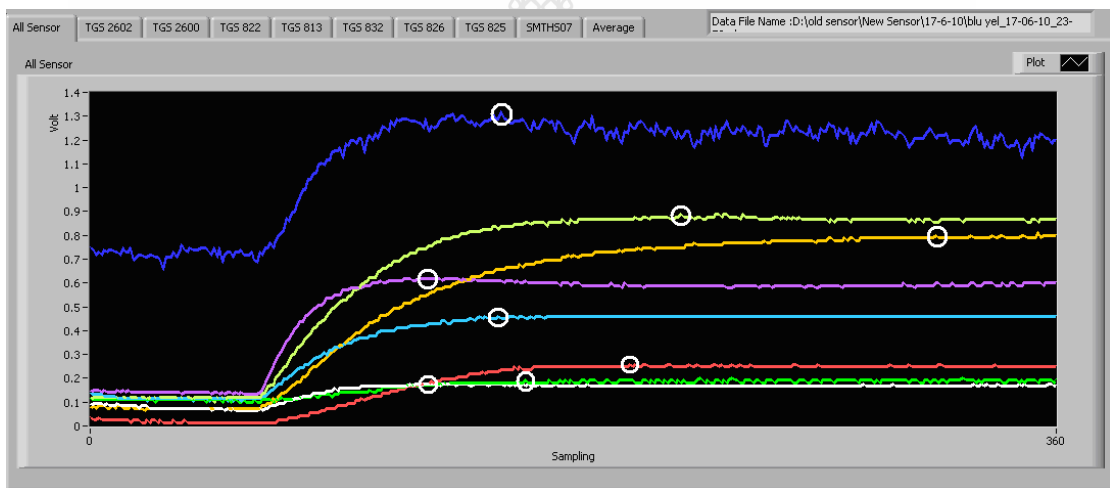 All Sensor TGS 2602 TGS 2600 TGS 822 TGS 813 TGS 832 TGS 826 TGS 825 SMTHS07 Average
Data File Name :D:\old sensor\New Sensor\17-6-10\blu yel_17-06-10_23-
All Sensor
Plot
Volt
1.4
1.3
1.2
1.1
1
0.9
0.8
0.7
0.6
0.5
0.4
0.3
0.2
0.1
0
0 360
Sampling